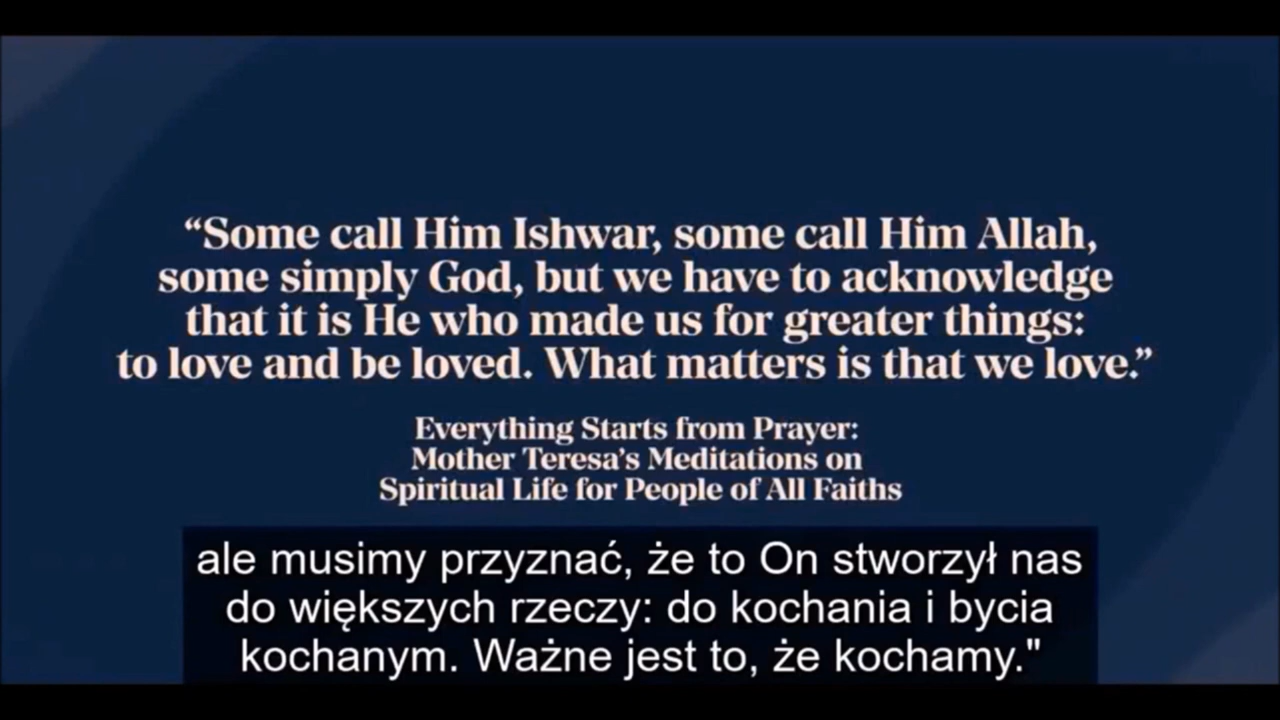 “Some call Him Ishwar, some call Him Allah,
some simply God, but we have to acknowledge
that it is He who made us for greater things:
to love and be loved. What matters is that we love.”
Everything Starts from Prayer:
Mother Teresa’s Meditations on
Spiritual Life for People of All Faiths
ale musimy przyznać, że to On stworzył nas
do większych rzeczy: do kochania i bycia
kochanym. Ważne jest to, że kochamy."